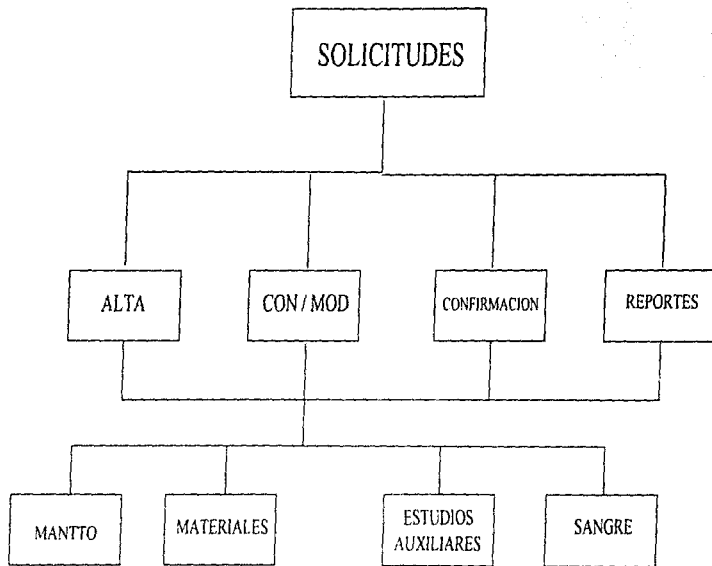 SOLICITUDES
ALTA
CON / MOD
CONFIRMACION
REPORTES
MANTTO
MATERIALES
ESTUDIOS
AUXILIARES
SANGRE